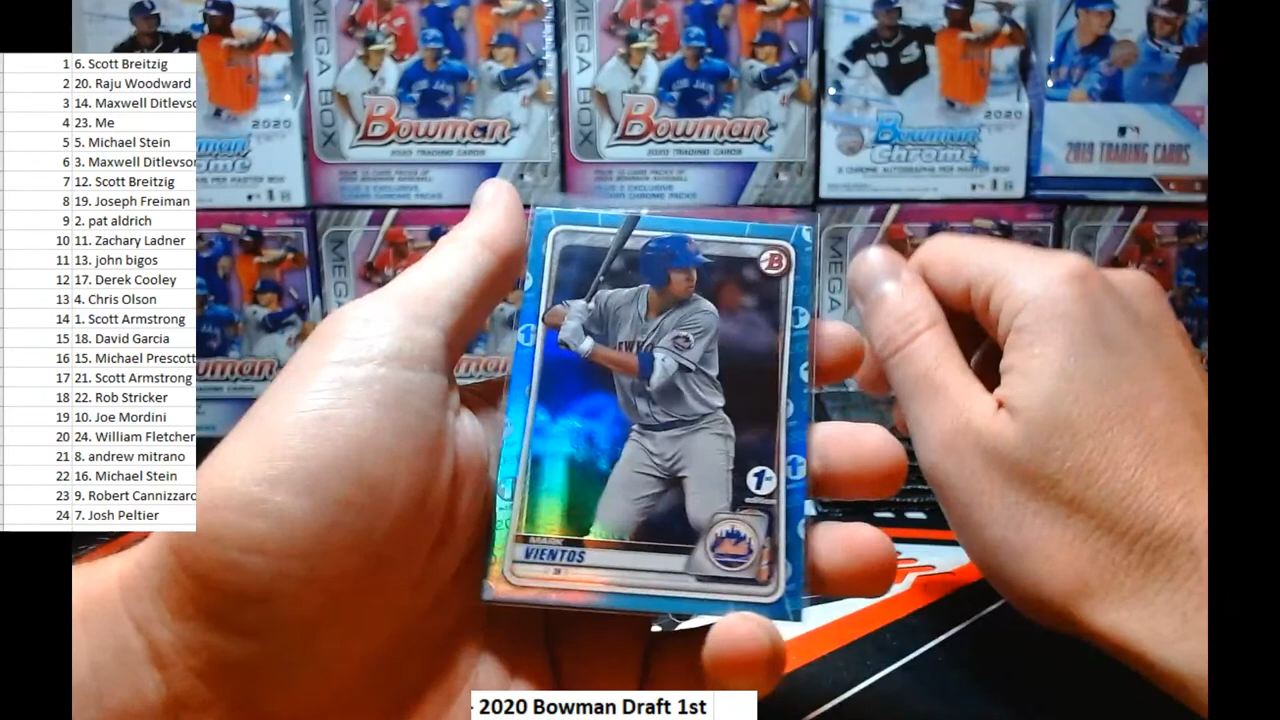 1 6. Scott Breitzig
2 20. Raju Woodward
3 14. Maxwell Ditlevsc
4 23. Me
5 5. Michael Stein
6 3. Maxwell Ditlevsor
7 12. Scott Breitzig
8 19. Joseph Freiman
9 2. pat aldrich
10 11. Zachary Ladner
11 13. john bigos
12 17. Derek Cooley
13 4. Chris Olson
14 1. Scott Armstrong
15 18. David Garcia
16 15. Michael Prescott
17 21. Scott Armstrong
18 22. Rob Stricker
19 10. Joe Mordini
20 24. William Fletcher
21 8. andrew mitrano
22 16. Michael Stein
23 9. Robert Cannizzaro
24 7. Josh Peltier
2020
MEGA BOX
Bowman
2020 TRADING CARDS
MEGA BOX
Bowman
2020 TRADING CARDS
2020
Bowman
Chrome
2019 TRADING CARDS
MEGA
MEGA
B
1st
MARK
VIENTOS
- 2020 Bowman Draft 1st